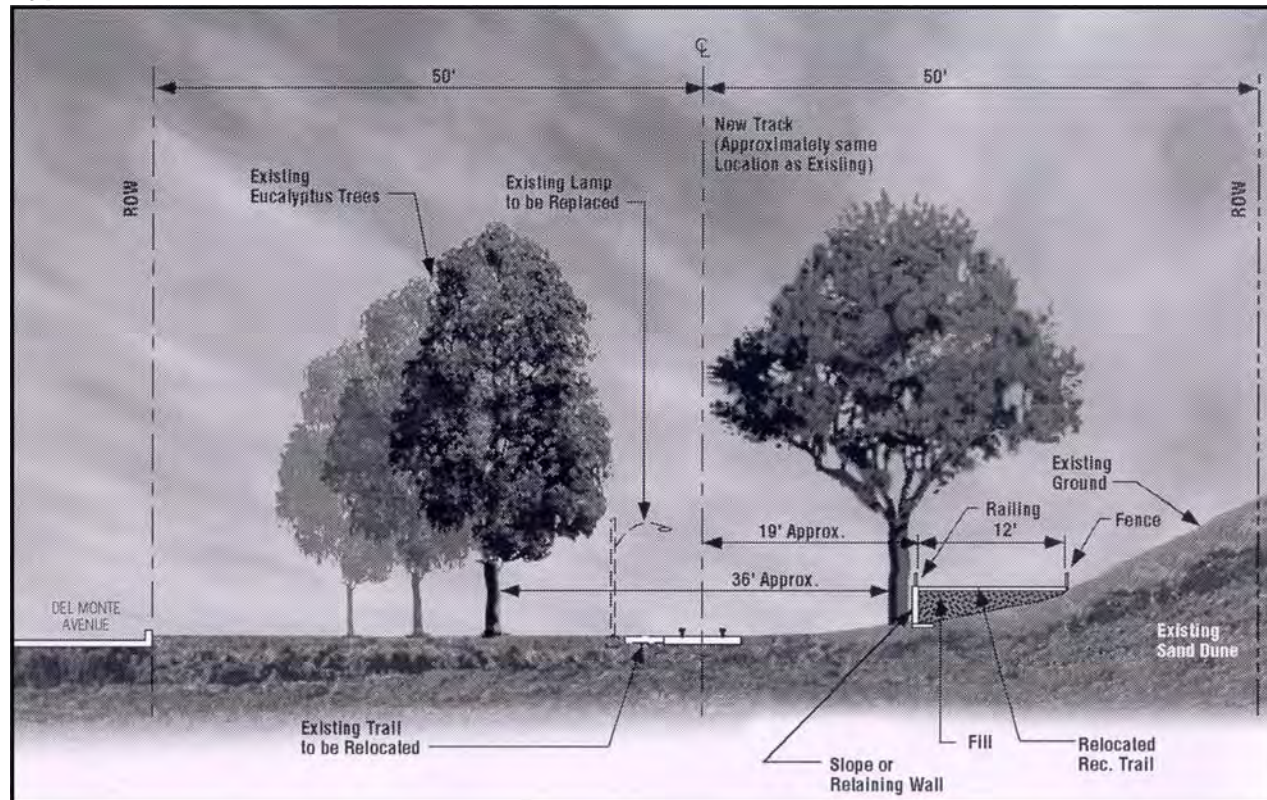 ℄
50'
50'
New Track
(Approximately same
Location as Existing)
ROW
Existing
Eucalyptus Trees
Existing Lamp
to be Replaced
ROW
Existing
Ground
Railing
Fence
19' Approx.
12'
36' Approx.
DEL MONTE
AVENUE
Existing
Sand Dune
Existing Trail
to be Relocated
Fill
Relocated
Rec. Trail
Slope or
Retaining Wall